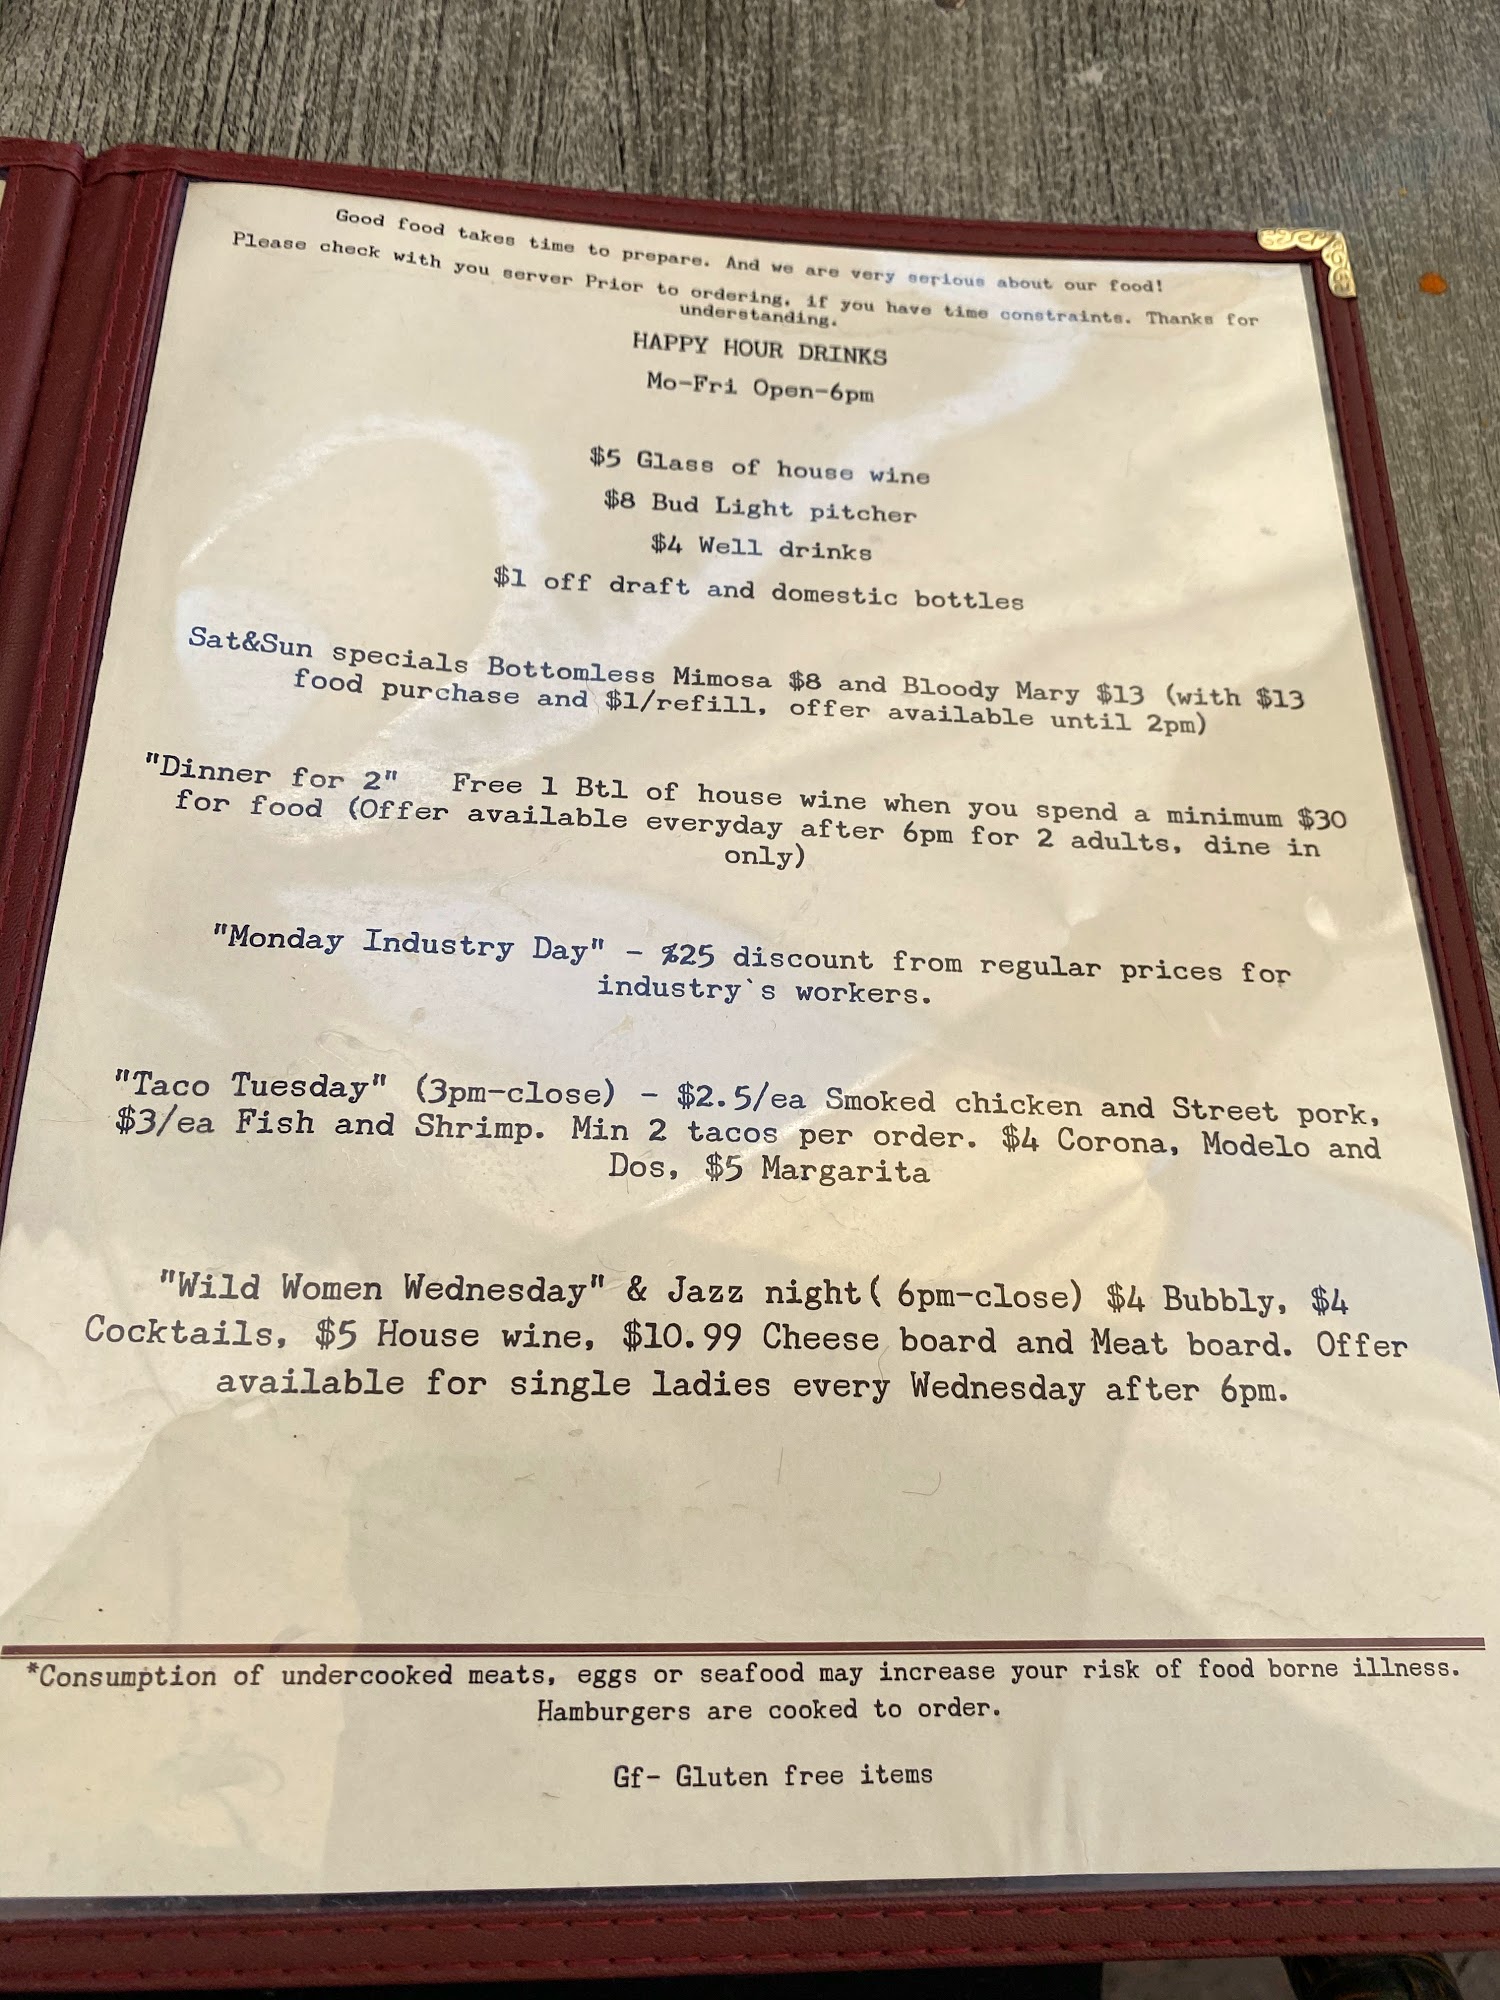 Good food takes time to prepare. And we are very serious about our food!
Please check with you server Prior to ordering, if you have time constraints. Thanks for
understanding.
HAPPY HOUR DRINKS
Mo-Fri Open-6pm
$5 Glass of house wine
$8 Bud Light pitcher
$4 Well drinks
$1 off draft and domestic bottles
Sat&Sun specials Bottomless Mimosa $8 and Bloody Mary $13 (with $13
food purchase and $1/refill, offer available until 2pm)
"Dinner for 2" Free 1 Btl of house wine when you spend a minimum $30
for food (Offer available everyday after 6pm for 2 adults, dine in
only)
"Monday Industry Day" - %25 discount from regular prices for
industry`s workers.
"Taco Tuesday" (3pm-close) - $2.5/ea Smoked chicken and Street pork,
$3/ea Fish and Shrimp. Min 2 tacos per order. $4 Corona, Modelo and
Dos, $5 Margarita
"Wild Women Wednesday" & Jazz night( 6pm-close) $4 Bubbly, $4
Cocktails, $5 House wine, $10.99 Cheese board and Meat board. Offer
available for single ladies every Wednesday after 6pm.
*Consumption of undercooked meats, eggs or seafood may increase your risk of food borne illness.
Hamburgers are cooked to order.
Gf- Gluten free items